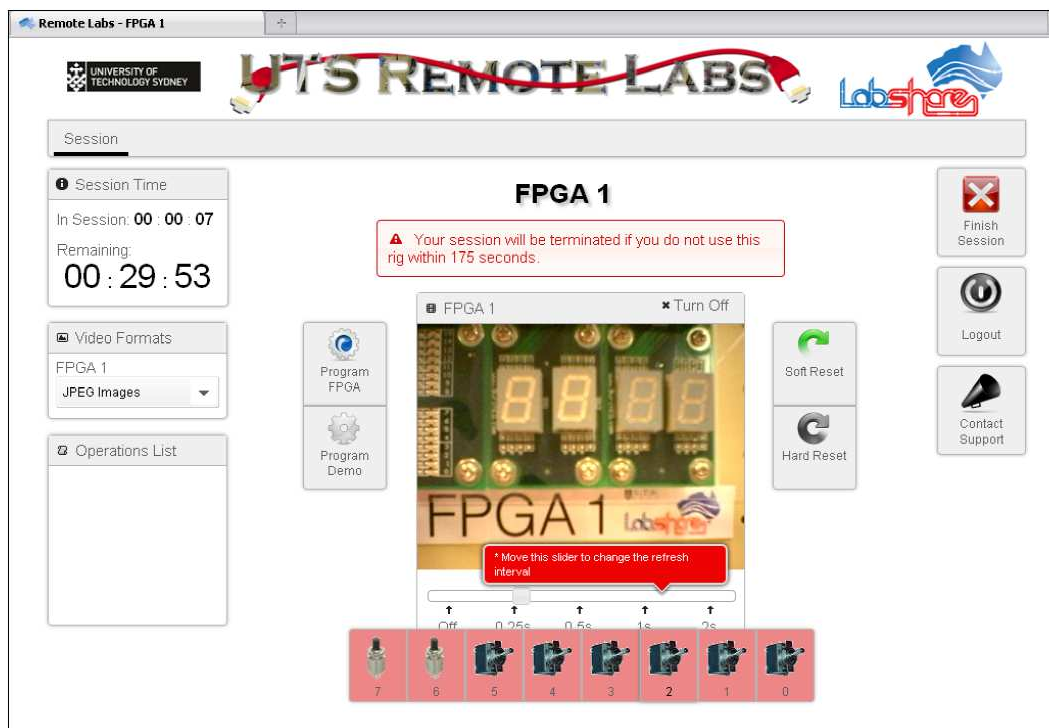 Remote Labs - FPGA 1
UNIVERSITY OF
TECHNOLOGY SYDNEY
UTS REMOTE LABS
Labshare
Session
Session Time
In Session: 00 : 00 : 07
Remaining:
00 : 29 : 53
Video Formats
FPGA 1
JPEG Images
Operations List
FPGA 1
Your session will be terminated if you do not use this
rig within 175 seconds.
FPGA 1
Turn Off
Program
FPGA
Program
Demo
FPGA 1
Labshare
* Move this slider to change the refresh
interval
Off 0.25s 0.5s 1s 2s
7 6 5 4 3 2 1 0
Soft Reset
Hard Reset
Finish
Session
Logout
Contact
Support